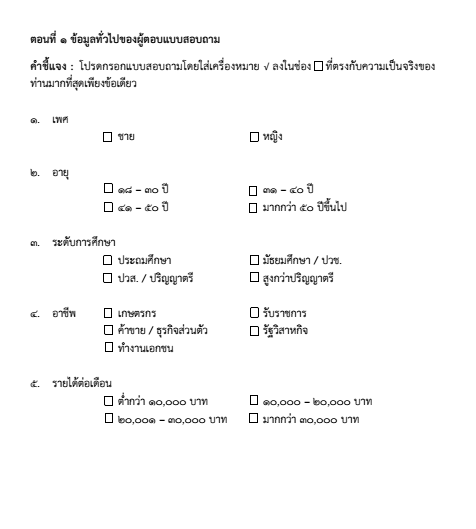 ตอนที่ ๑ ข้อมูลทั่วไปของผู้ตอบแบบสอบถาม
คำชี้แจง : โปรดกรอกแบบสอบถามโดยใส่เครื่องหมาย √ ลงในช่อง ☐ ที่ตรงกับความเป็นจริงของ
ท่านมากที่สุดเพียงข้อเดียว
๑. เพศ
☐ ชาย ☐ หญิง
๒. อายุ
☐ ๑๘ – ๓๐ ปี ☐ ๓๑ – ๔๐ ปี
☐ ๔๑ – ๕๐ ปี ☐ มากกว่า ๕๐ ปีขึ้นไป
๓. ระดับการศึกษา
☐ ประถมศึกษา ☐ มัธยมศึกษา / ปวช.
☐ ปวส. / ปริญญาตรี ☐ สูงกว่าปริญญาตรี
๔. อาชีพ ☐ เกษตรกร ☐ รับราชการ
☐ ค้าขาย / ธุรกิจส่วนตัว ☐ รัฐวิสาหกิจ
☐ ทำงานเอกชน
๕. รายได้ต่อเดือน
☐ ต่ำกว่า ๑๐,๐๐๐ บาท ☐ ๑๐,๐๐๐ – ๒๐,๐๐๐ บาท
☐ ๒๐,๐๐๑ – ๓๐,๐๐๐ บาท ☐ มากกว่า ๓๐,๐๐๐ บาท